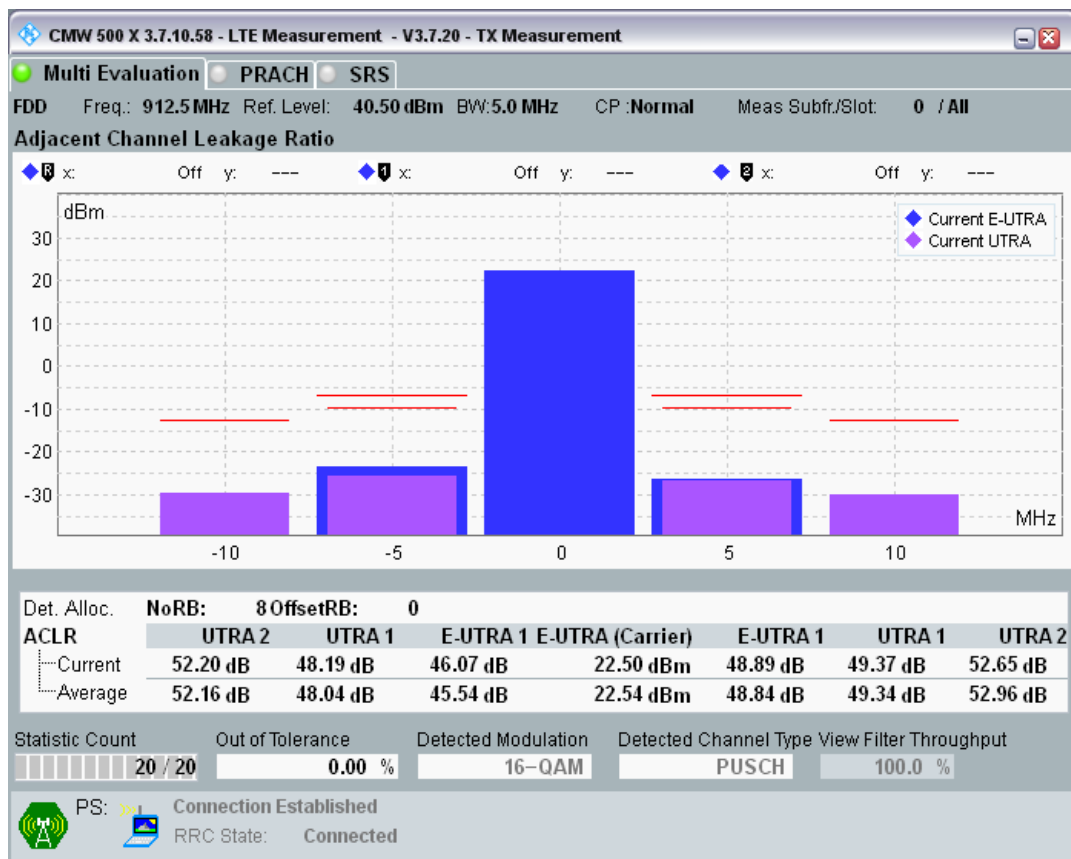 CMW 500 X 3.7.10.58 - LTE Measurement - V3.7.20 - TX Measurement
Multi Evaluation PRACH SRS
FDD Freq.: 912.5 MHz Ref. Level: 40.50 dBm BW:5.0 MHz CP :Normal Meas Subfr./Slot: 0 / All
Adjacent Channel Leakage Ratio
R x: Off y: --- 1 x: Off y: --- 2 x: Off y: ---
dBm
Current E-UTRA
Current UTRA
30
20
10
0
-10
-20
-30
MHz
-10 -5 0 5 10
Det. Alloc. NoRB: 8 OffsetRB: 0
ACLR UTRA 2 UTRA 1 E-UTRA 1 E-UTRA (Carrier) E-UTRA 1 UTRA 1 UTRA 2
Current 52.20 dB 48.19 dB 46.07 dB 22.50 dBm 48.89 dB 49.37 dB 52.65 dB
Average 52.16 dB 48.04 dB 45.54 dB 22.54 dBm 48.84 dB 49.34 dB 52.96 dB
Statistic Count Out of Tolerance Detected Modulation Detected Channel Type View Filter Throughput
20 / 20 0.00 % 16-QAM PUSCH 100.0 %
PS: Connection Established
RRC State: Connected